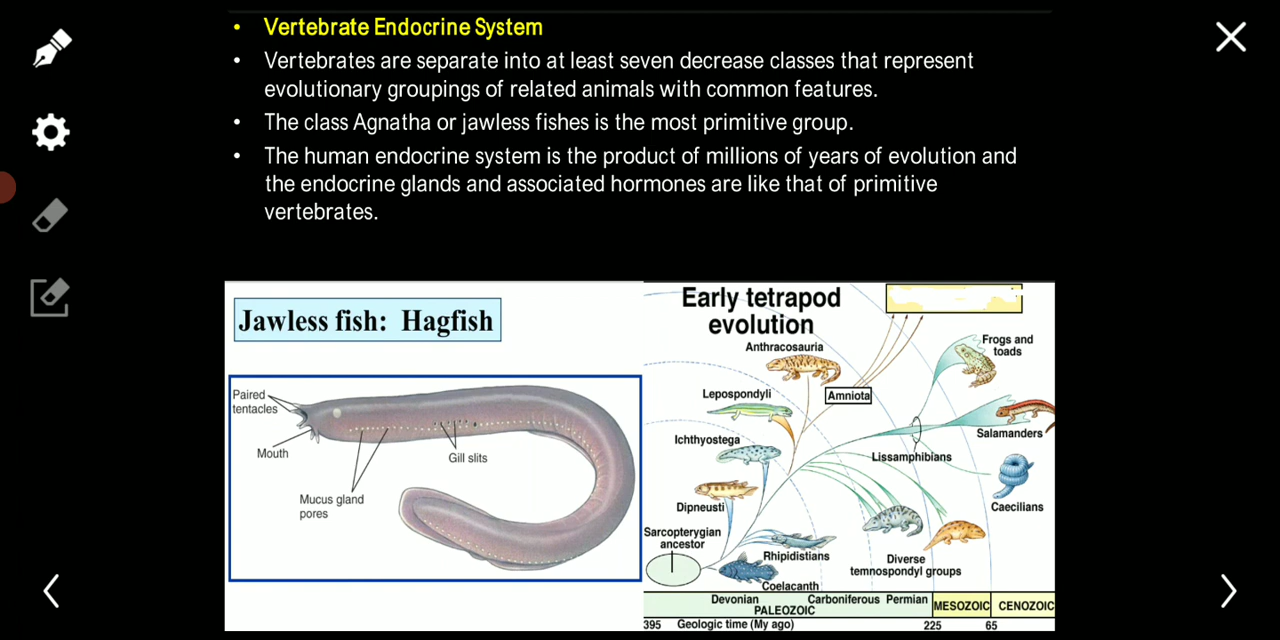 Vertebrate Endocrine System
Vertebrates are separate into at least seven decrease classes that represent
evolutionary groupings of related animals with common features.
The class Agnatha or jawless fishes is the most primitive group.
The human endocrine system is the product of millions of years of evolution and
the endocrine glands and associated hormones are like that of primitive
vertebrates.
Jawless fish: Hagfish
Paired
tentacles
Mouth
Mucus gland
pores
Gill slits
Early tetrapod
evolution
Anthracosauria
Frogs and
toads
Lepospondyli
Amniota
Ichthyostega
Salamanders
Lissamphibians
Dipneusti
Caecilians
Sarcopterygian
ancestor
Rhipidistians
Diverse
temnospondyl groups
Coelacanth
Devonian
Carboniferous
Permian
PALEOZOIC
MESOZOIC
CENOZOIC
395
Geologic time (My ago)
225
65